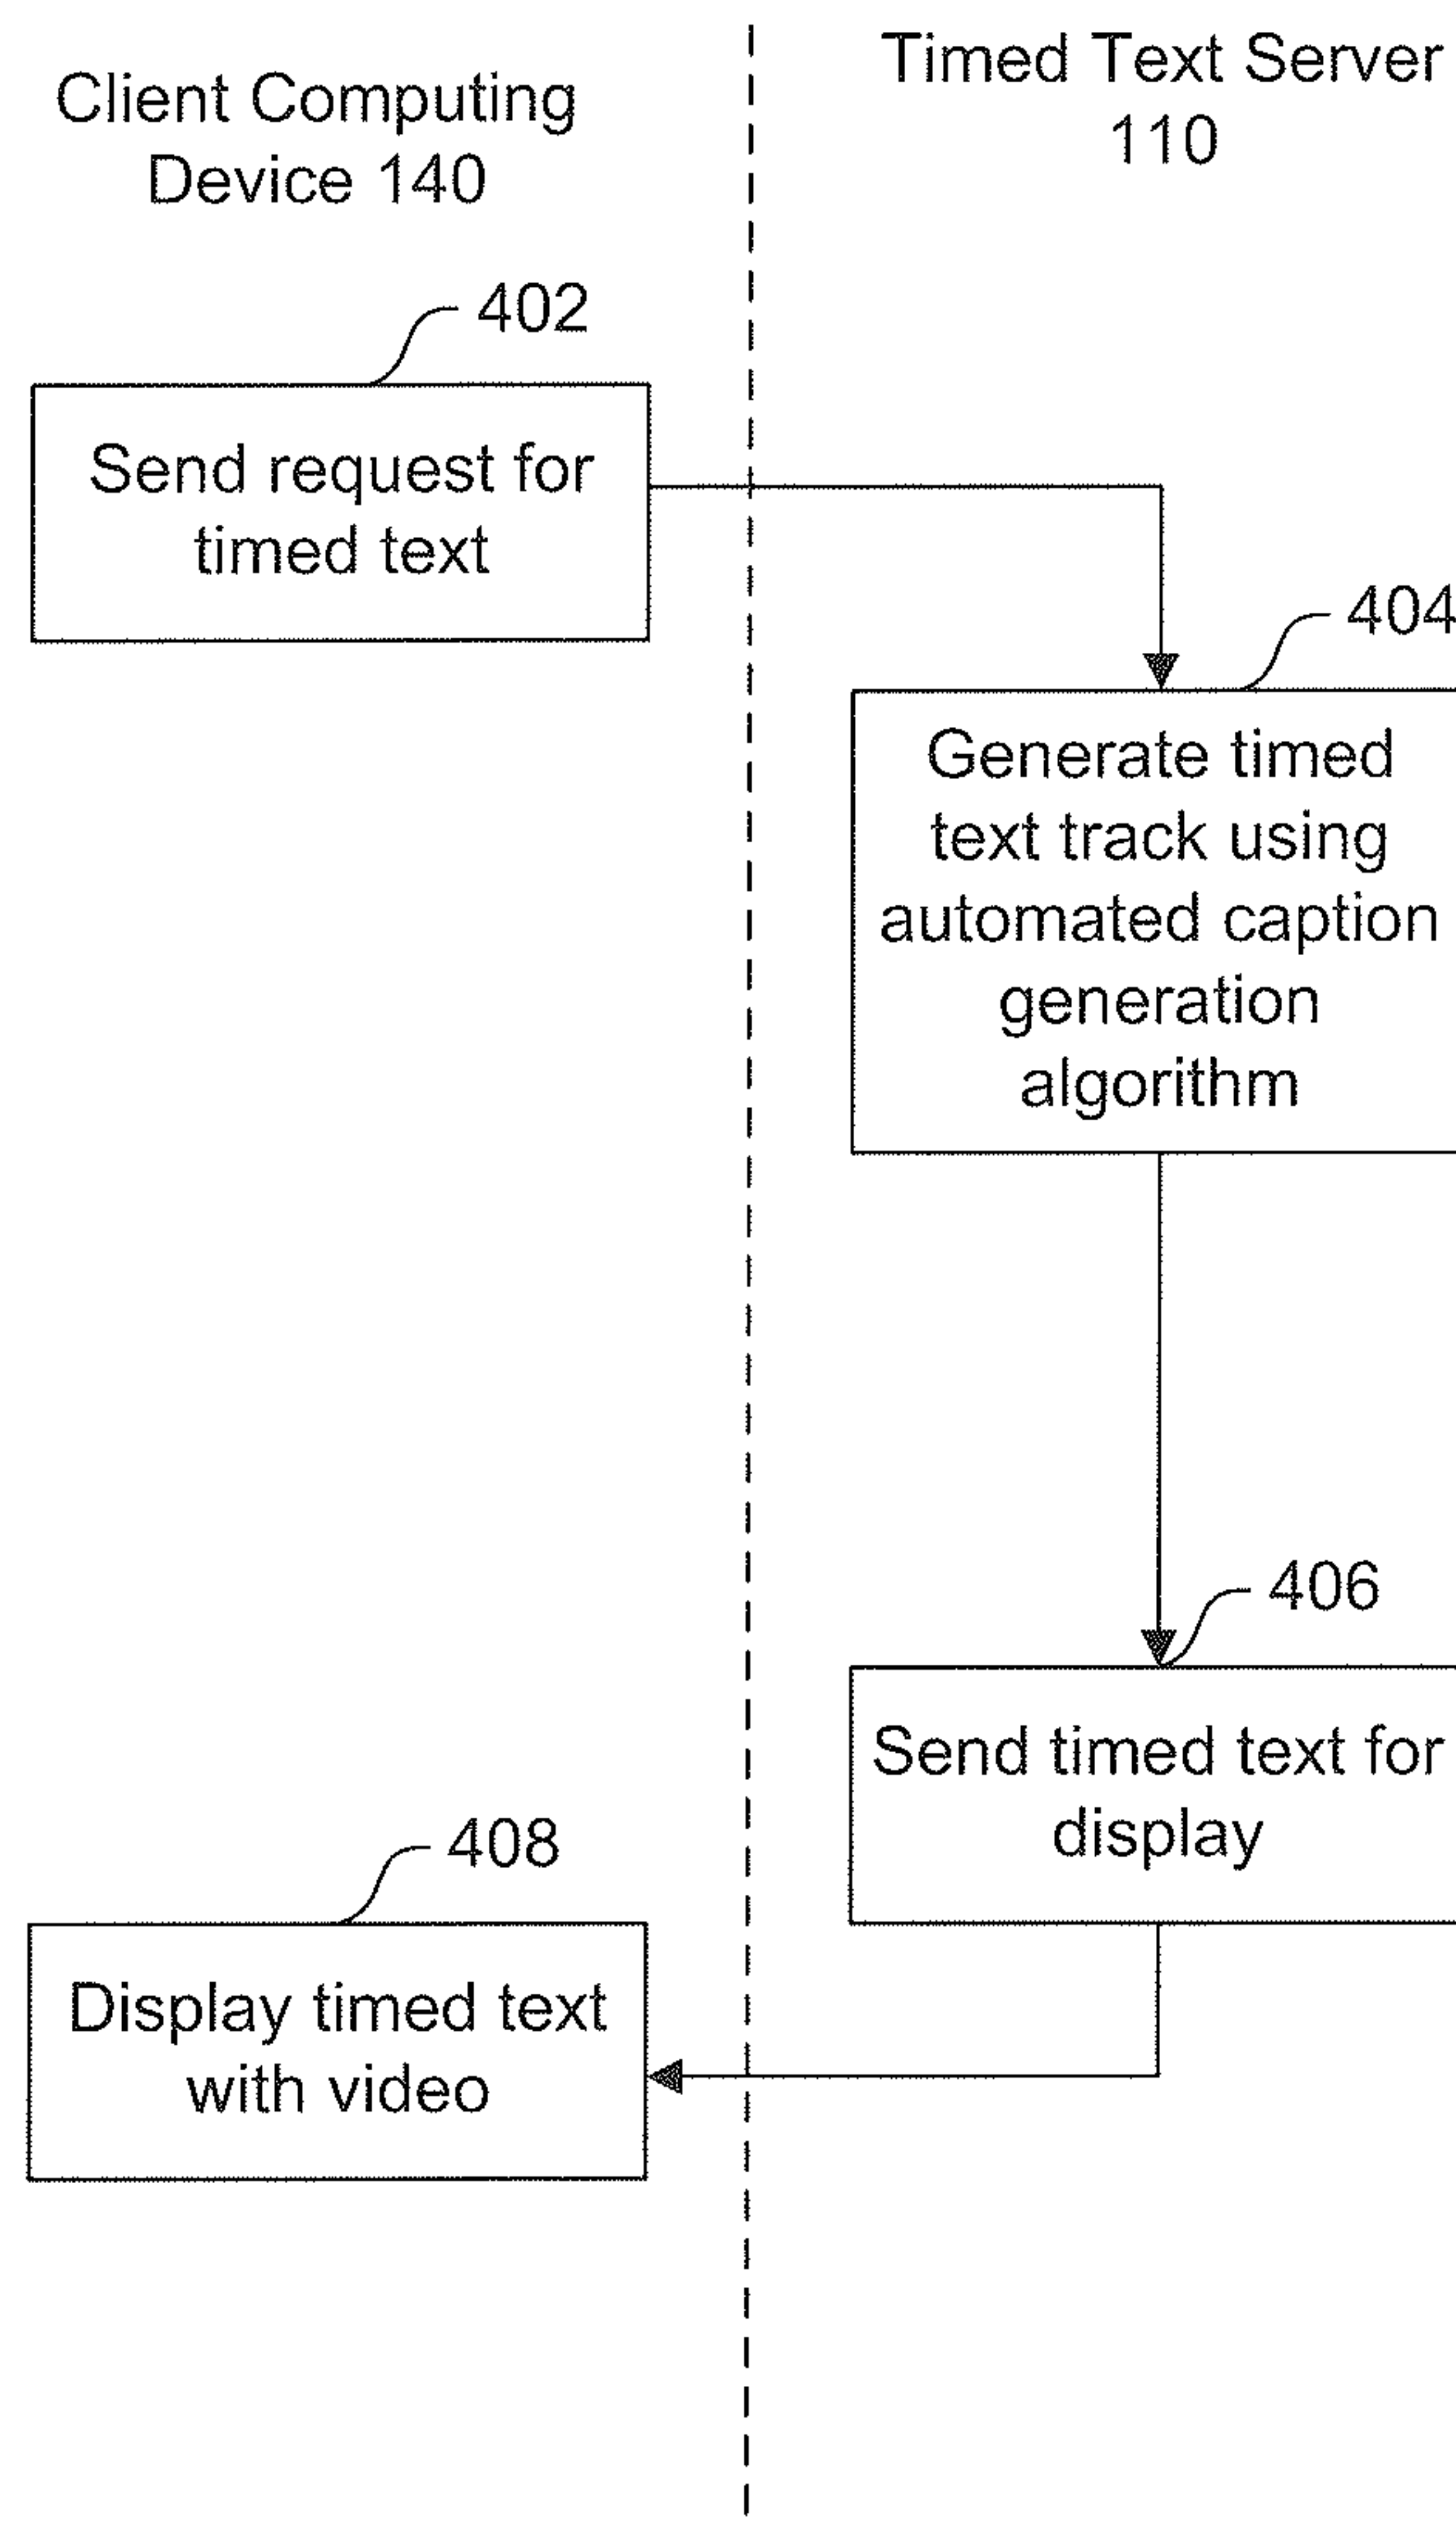 Client Computing
Device 140
Timed Text Server
110
402
Send request for
timed text
404
Generate timed
text track using
automated caption
generation
algorithm
406
Send timed text for
display
408
Display timed text
with video